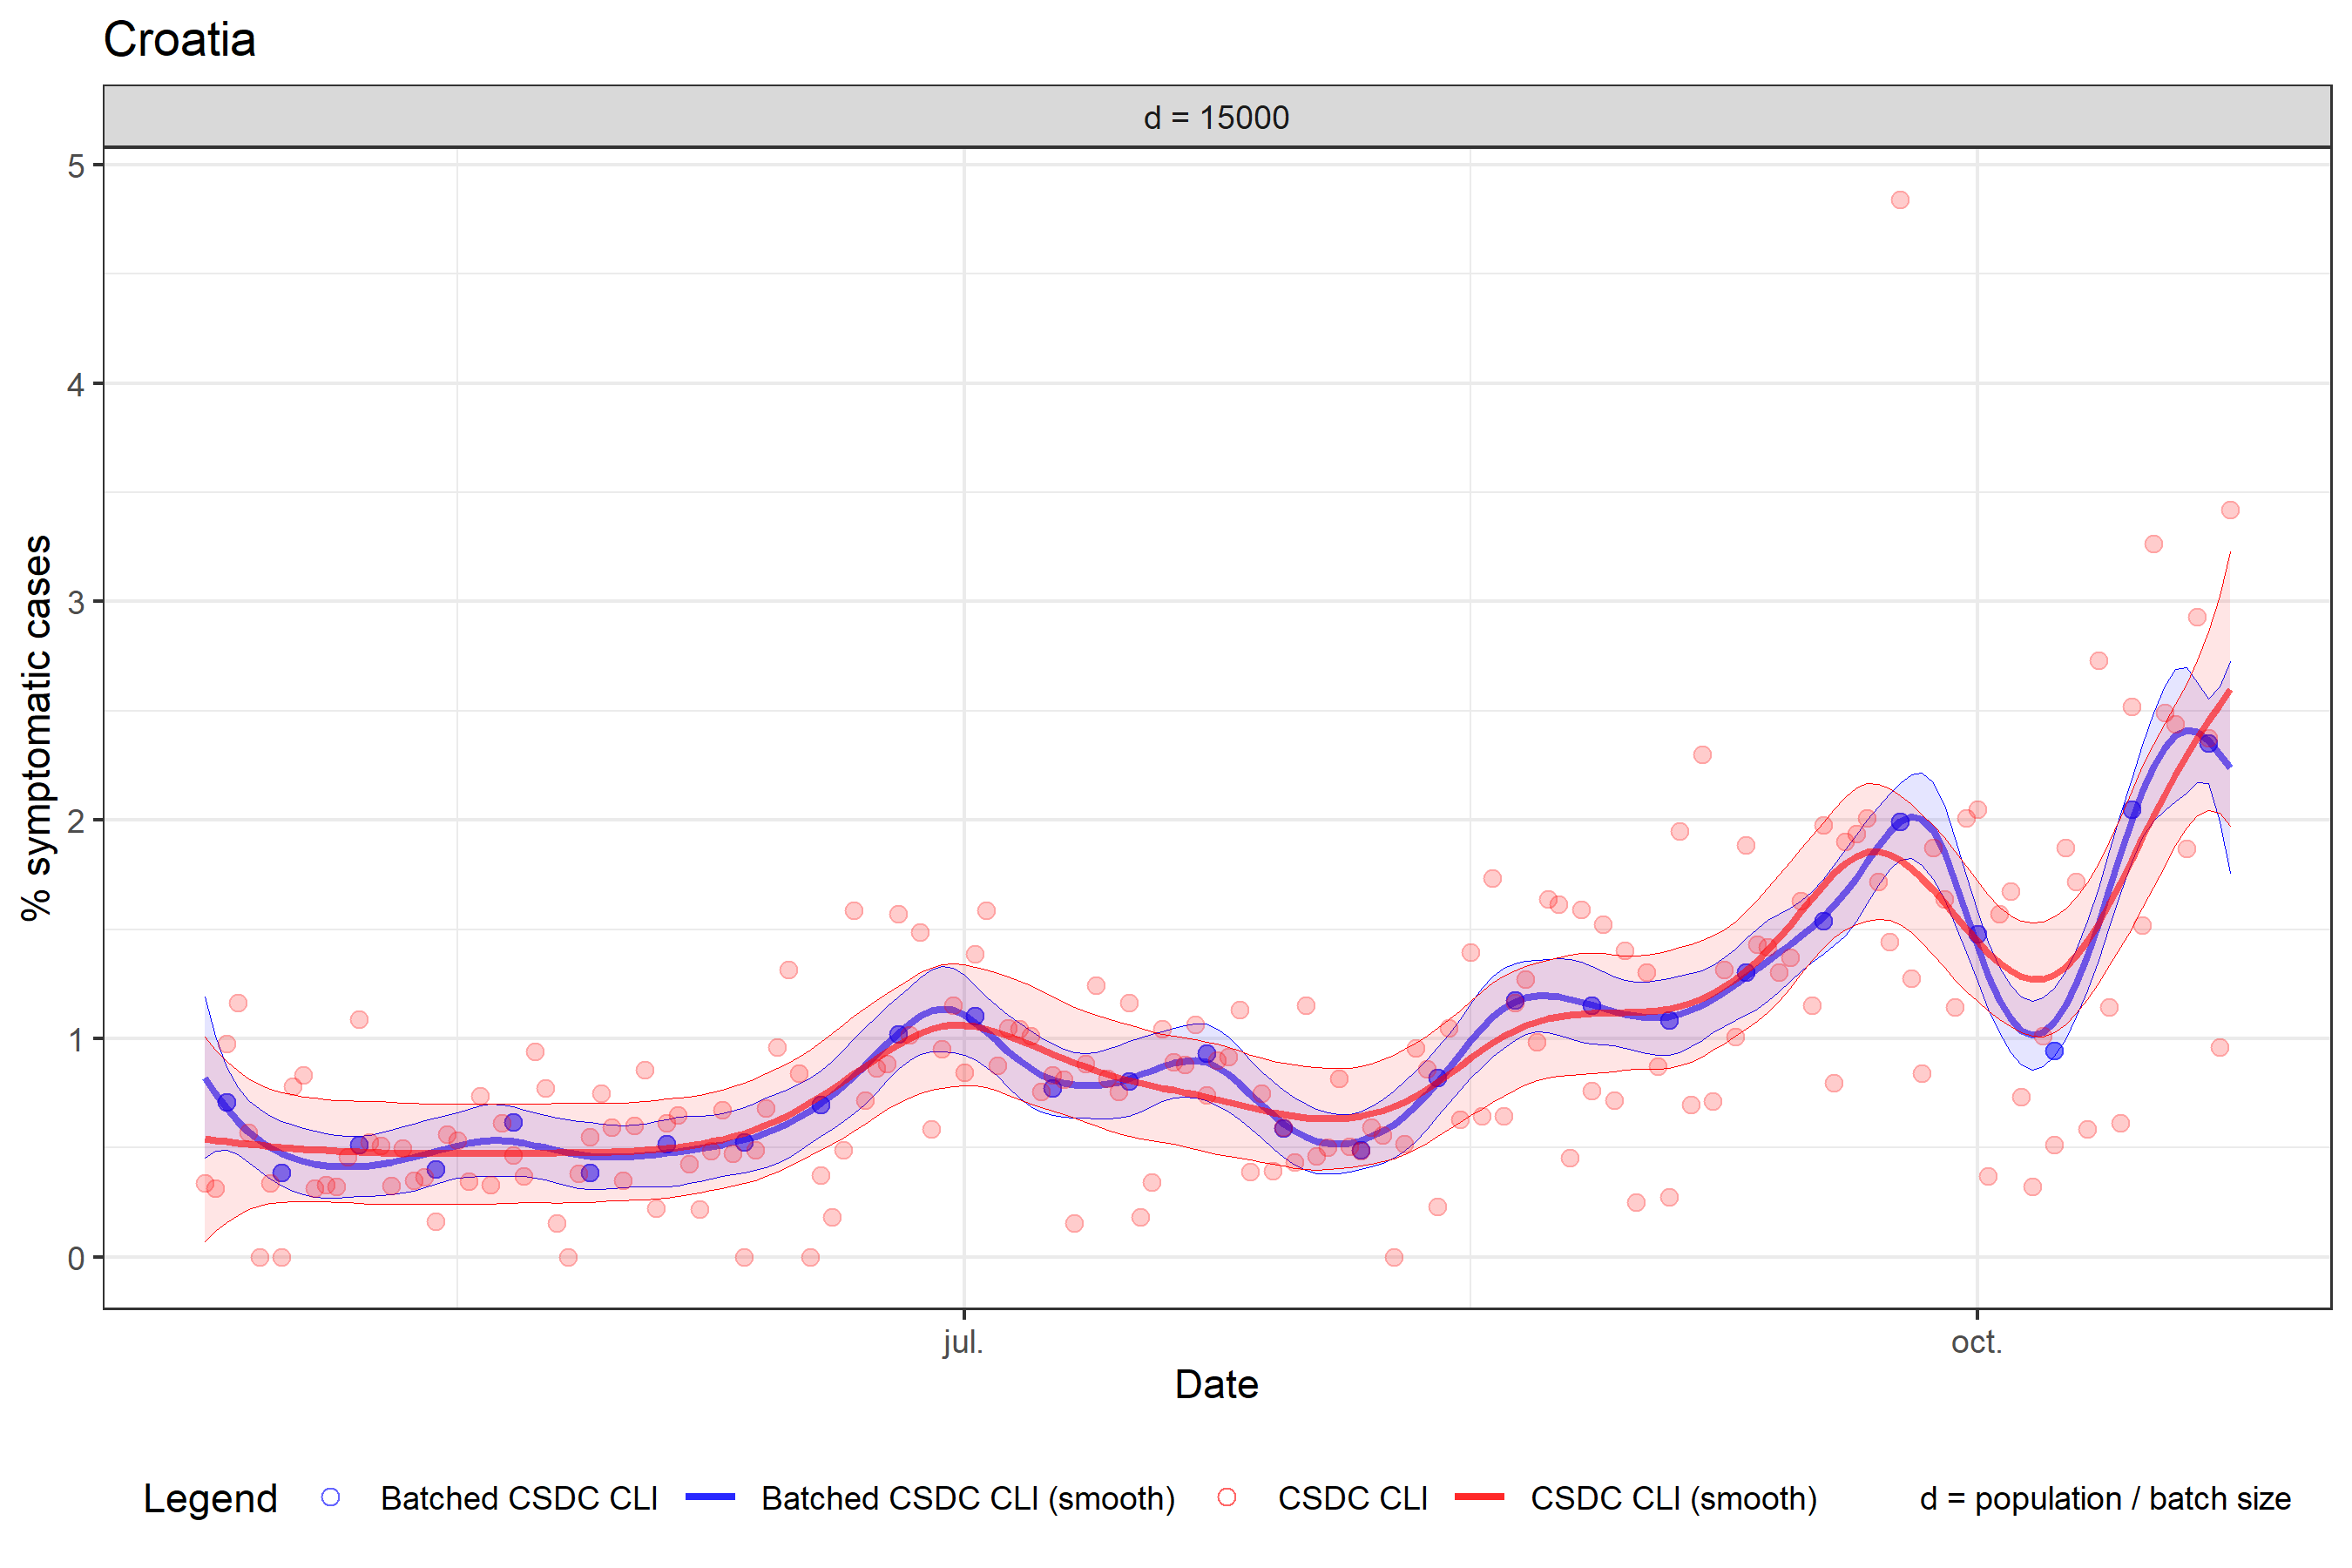 Croatia
d = 15000
5
4
3
2
1
0
% symptomatic cases
jul.
oct.
Date
Legend
Batched CSDC CLI
Batched CSDC CLI (smooth)
CSDC CLI
CSDC CLI (smooth)
d = population / batch size